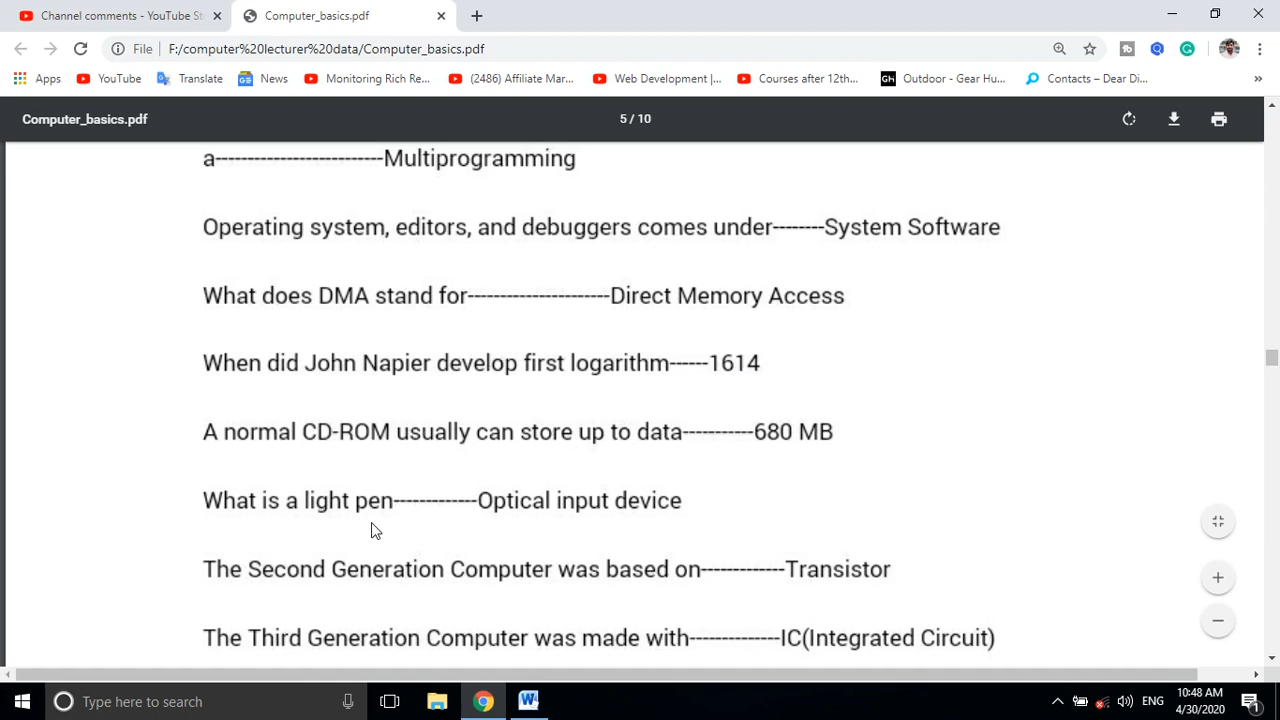 Channel comments - YouTube St
Computer_basics.pdf
File
F:/computer%20lecturer%20data/Computer_basics.pdf
Apps
YouTube
Translate
News
Monitoring Rich Re...
(2486) Affiliate Mar...
Web Development |...
Courses after 12th...
GH
Outdoor - Gear Hu...
Contacts – Dear Di...
»
Computer_basics.pdf
5 / 10
a--------------------------Multiprogramming
Operating system, editors, and debuggers comes under--------System Software
What does DMA stand for----------------------Direct Memory Access
When did John Napier develop first logarithm------1614
A normal CD-ROM usually can store up to data-----------680 MB
What is a light pen-------------Optical input device
The Second Generation Computer was based on-------------Transistor
The Third Generation Computer was made with--------------IC(Integrated Circuit)
Type here to search
ENG
10:48 AM
4/30/2020
1